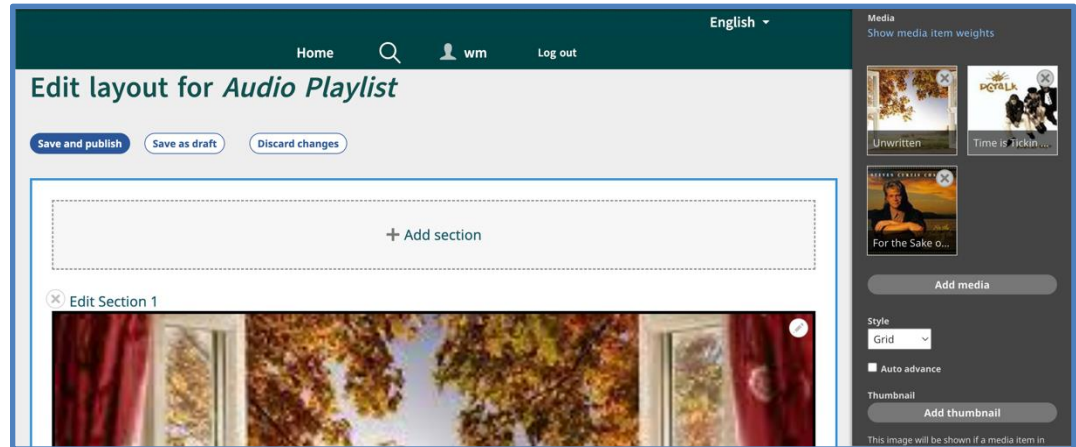 English
Home
wm
Log out
Edit layout for Audio Playlist
Save and publish
Save as draft
Discard changes
+ Add section
Edit Section 1
Media
Show media item weights
Unwritten
DC TALK
Time is Tickin ...
For the Sake o...
Add media
Style
Grid
Auto advance
Thumbnail
Add thumbnail
This image will be shown if a media item in